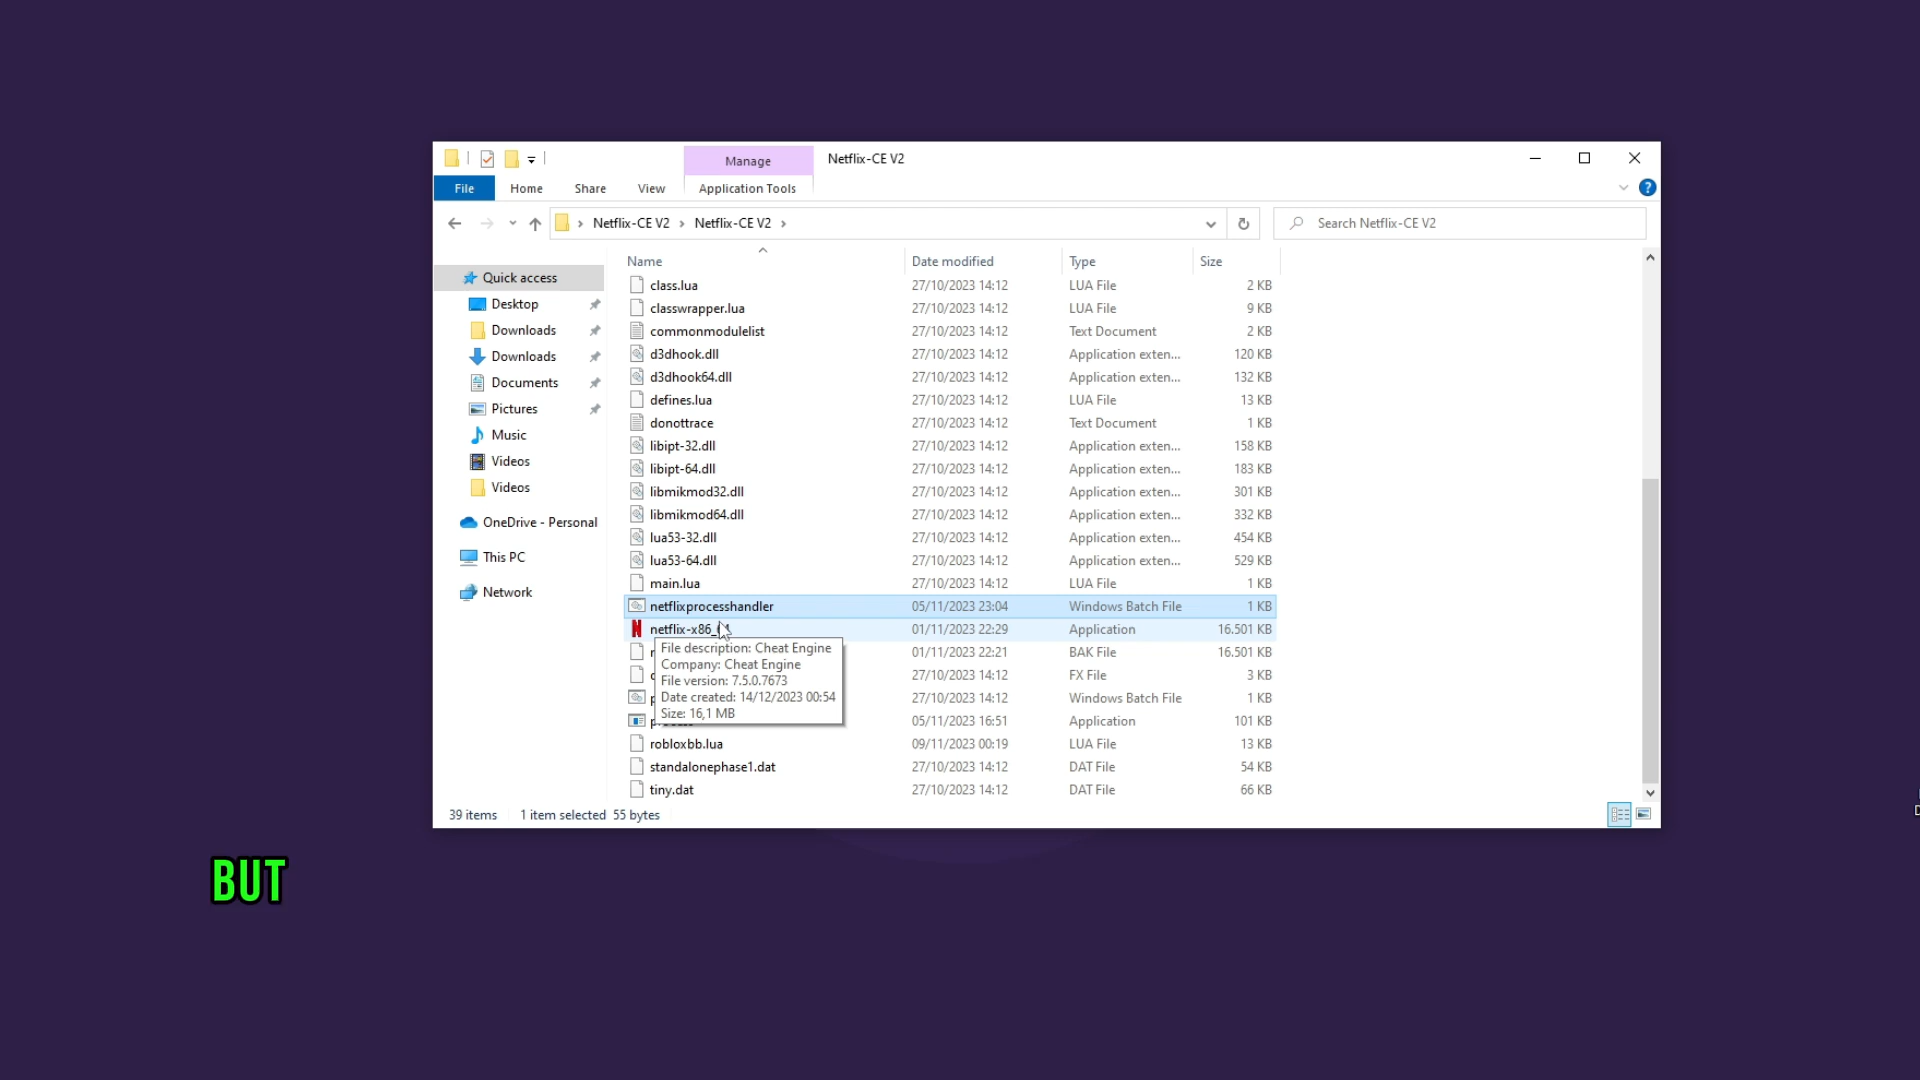 Manage
Netflix-CE V2
File
Home
Share
View
Application Tools
Netflix-CE V2
Netflix-CE V2
Search Netflix-CE V2
Name
Date modified
Type
Size
Quick access
Desktop
Downloads
Downloads
Documents
Pictures
Music
Videos
Videos
OneDrive - Personal
This PC
Network
class.lua 27/10/2023 14:12 LUA File 2 KB
classwrapper.lua 27/10/2023 14:12 LUA File 9 KB
commonmodulelist 27/10/2023 14:12 Text Document 2 KB
d3dhook.dll 27/10/2023 14:12 Application exten... 120 KB
d3dhook64.dll 27/10/2023 14:12 Application exten... 132 KB
defines.lua 27/10/2023 14:12 LUA File 13 KB
donottrace 27/10/2023 14:12 Text Document 1 KB
libipt-32.dll 27/10/2023 14:12 Application exten... 158 KB
libipt-64.dll 27/10/2023 14:12 Application exten... 183 KB
libmikmod32.dll 27/10/2023 14:12 Application exten... 301 KB
libmikmod64.dll 27/10/2023 14:12 Application exten... 332 KB
lua53-32.dll 27/10/2023 14:12 Application exten... 454 KB
lua53-64.dll 27/10/2023 14:12 Application exten... 529 KB
main.lua 27/10/2023 14:12 LUA File 1 KB
netflixprocesshandler 05/11/2023 23:04 Windows Batch File 1 KB
netflix-x86_ 01/11/2023 22:29 Application 16.501 KB
01/11/2023 22:21 BAK File 16.501 KB
27/10/2023 14:12 FX File 3 KB
27/10/2023 14:12 Windows Batch File 1 KB
05/11/2023 16:51 Application 101 KB
robloxbb.lua 09/11/2023 00:19 LUA File 13 KB
standalonephase1.dat 27/10/2023 14:12 DAT File 54 KB
tiny.dat 27/10/2023 14:12 DAT File 66 KB
File description: Cheat Engine
Company: Cheat Engine
File version: 7.5.0.7673
Date created: 14/12/2023 00:54
Size: 16,1 MB
39 items
1 item selected 55 bytes
BUT